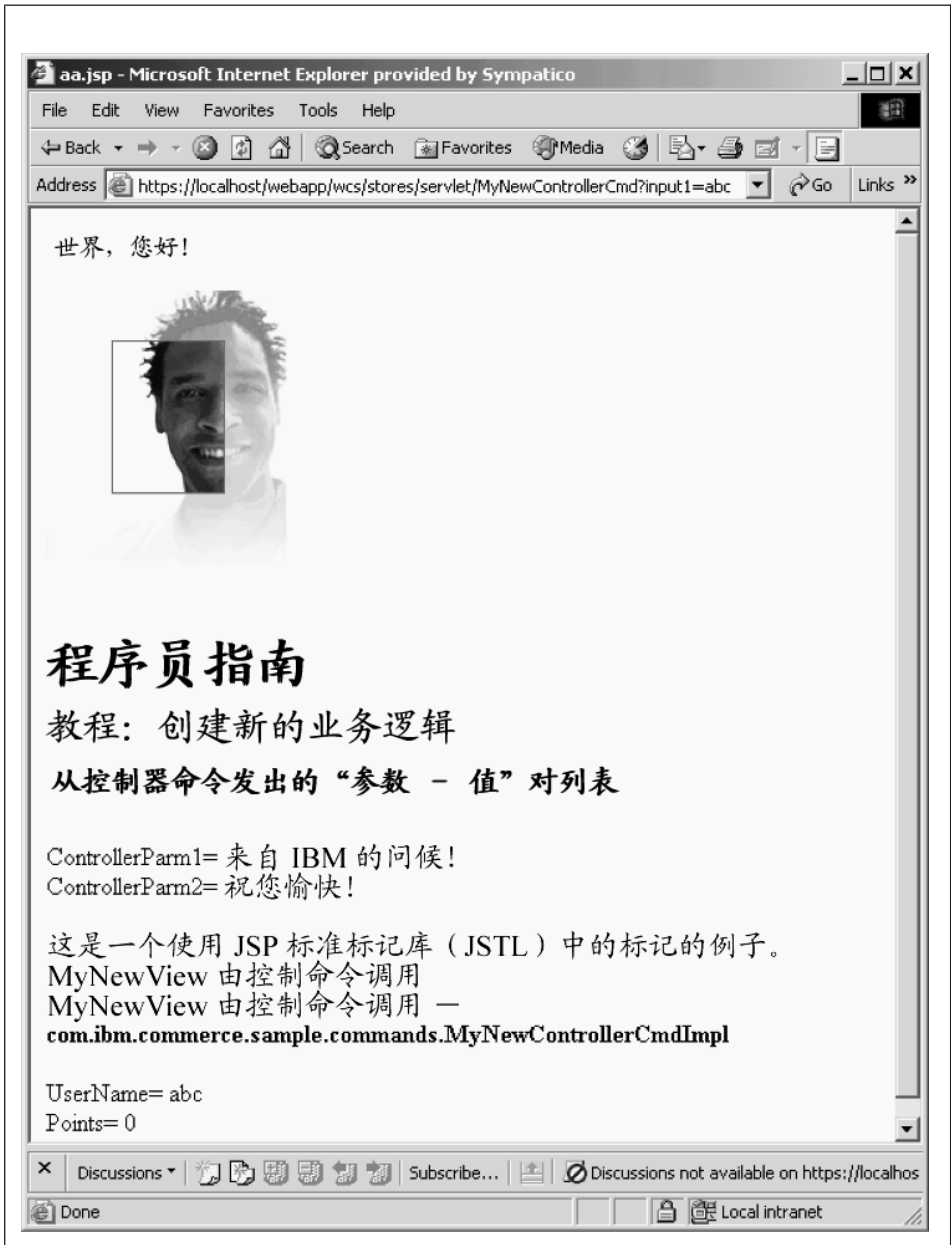 aa.jsp - Microsoft Internet Explorer provided by Sympatico
File Edit View Favorites Tools Help
Back Search Favorites Media
Address https://localhost/webapp/wcs/stores/servlet/MyNewControllerCmd?input1=abc Go Links »
世界，您好！
程序员指南
教程：创建新的业务逻辑
从控制器命令发出的“参数 － 值”对列表
ControllerParm1= 来自 IBM 的问候！
ControllerParm2= 祝您愉快！
这是一个使用 JSP 标准标记库（JSTL）中的标记的例子。
MyNewView 由控制命令调用
MyNewView 由控制命令调用 －
com.ibm.commerce.sample.commands.MyNewControllerCmdImpl
UserName= abc
Points= 0
Discussions Subscribe... Discussions not available on https://localhos
Done Local intranet